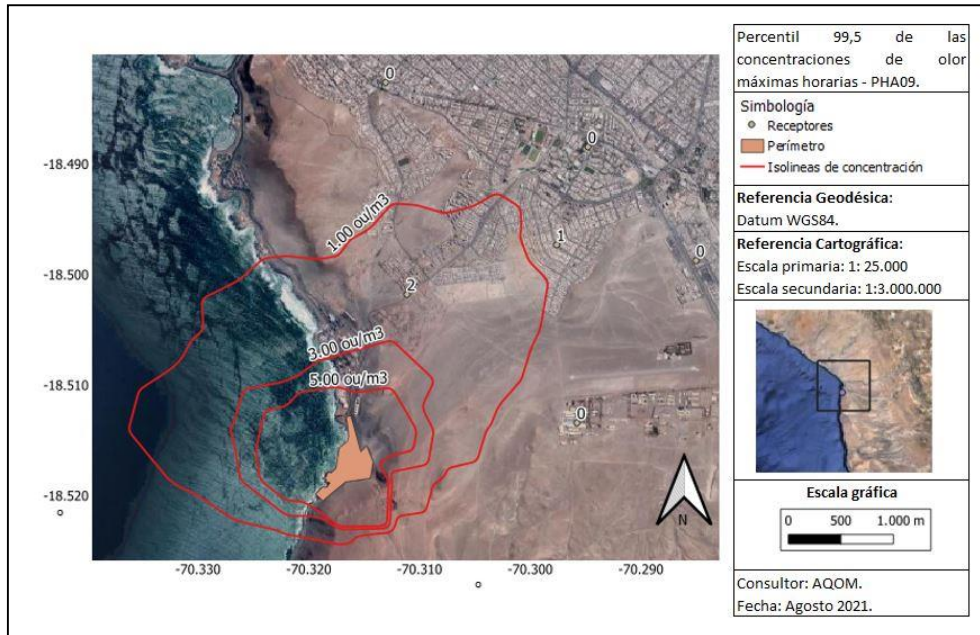 Percentil 99,5 de las
concentraciones de olor
máximas horarias - PHA09.
Simbología
Receptores
Perímetro
Isolineas de concentración
Referencia Geodésica:
Datum WGS84.
Referencia Cartográfica:
Escala primaria: 1: 25.000
Escala secundaria: 1:3.000.000
Escala gráfica
0 500 1.000 m
Consultor: AQOM.
Fecha: Agosto 2021.
0
0
1.00 ou/m3
1
0
2
3.00 ou/m3
5.00 ou/m3
0
N
-18.490
-18.500
-18.510
-18.520
-70.330 -70.320 -70.310 -70.300 -70.290